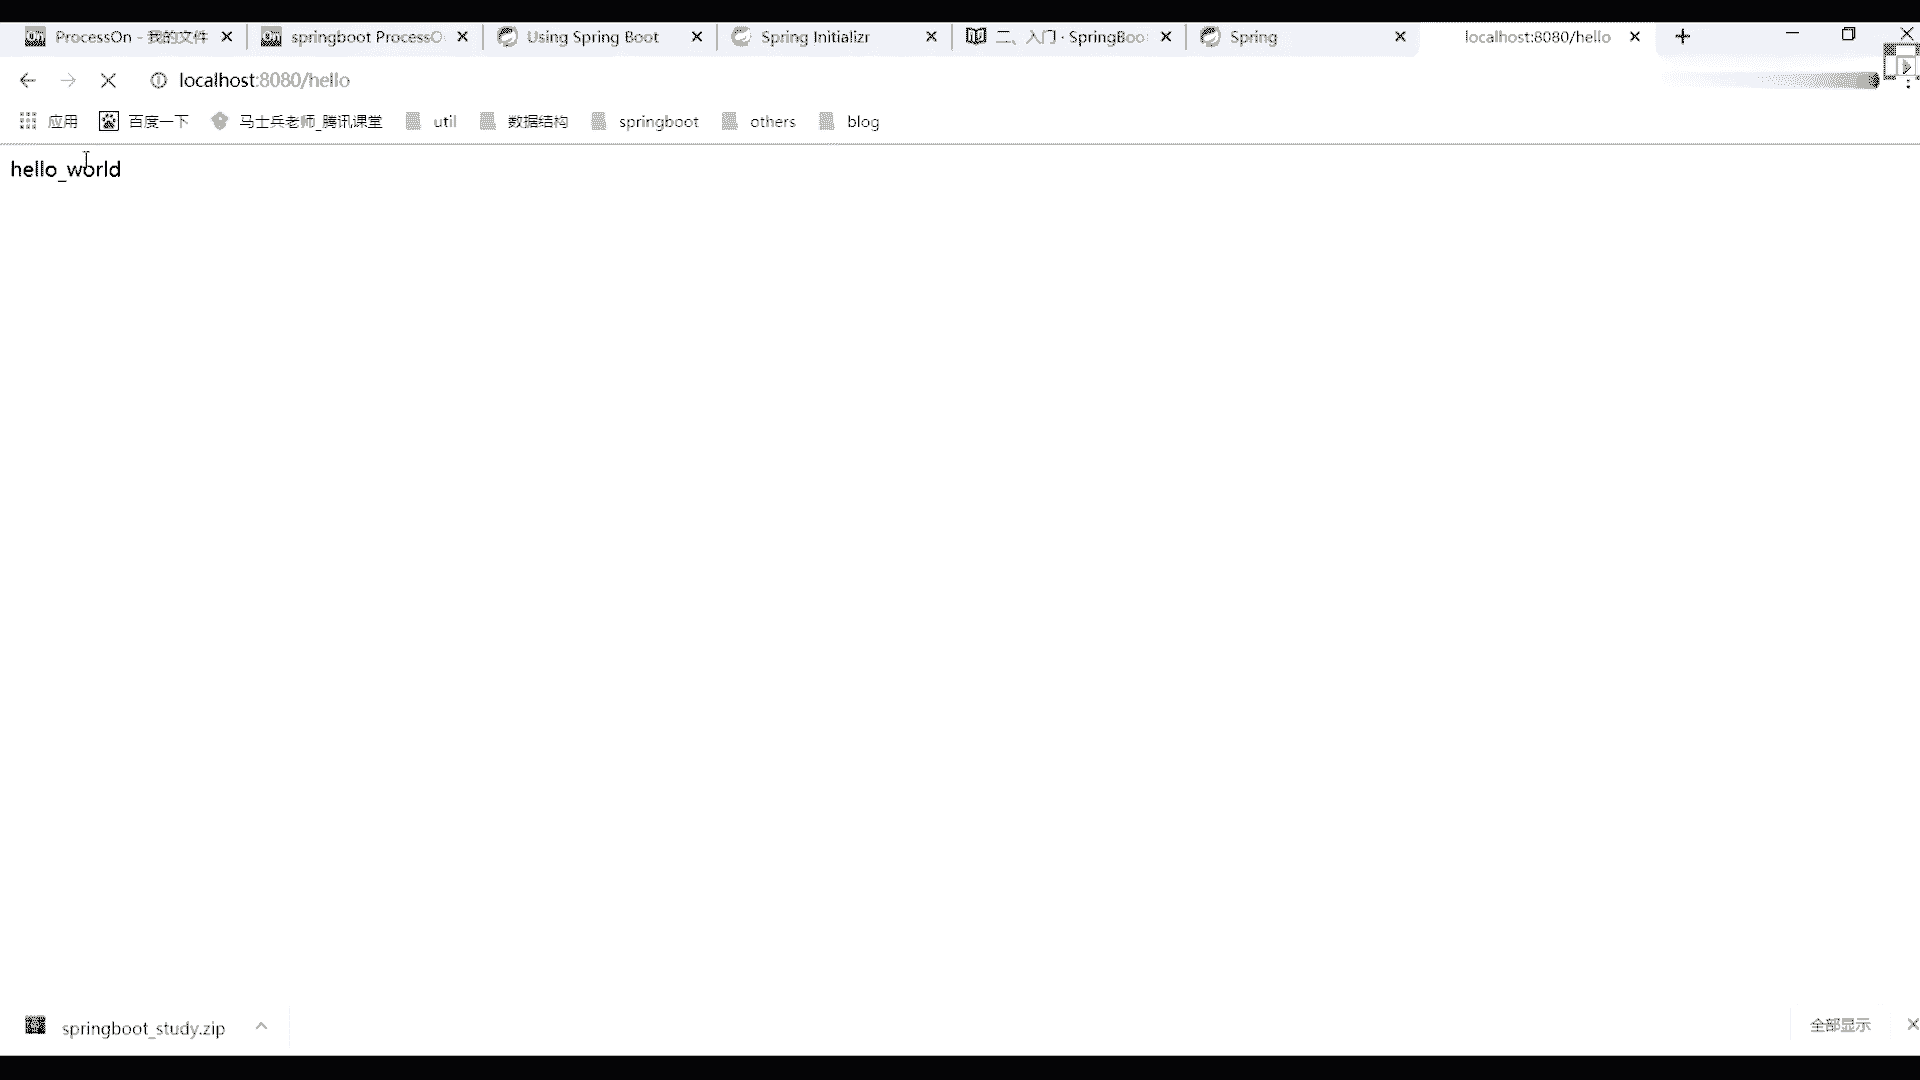 ProcessOn - 我的文件
springboot ProcessO
Using Spring Boot
Spring Initializr
二、入门 · SpringBoo
Spring
localhost:8080/hello
localhost:8080/hello
应用 百度一下 马士兵老师_腾讯课堂 util 数据结构 springboot others blog
hello_world
springboot_study.zip
全部显示